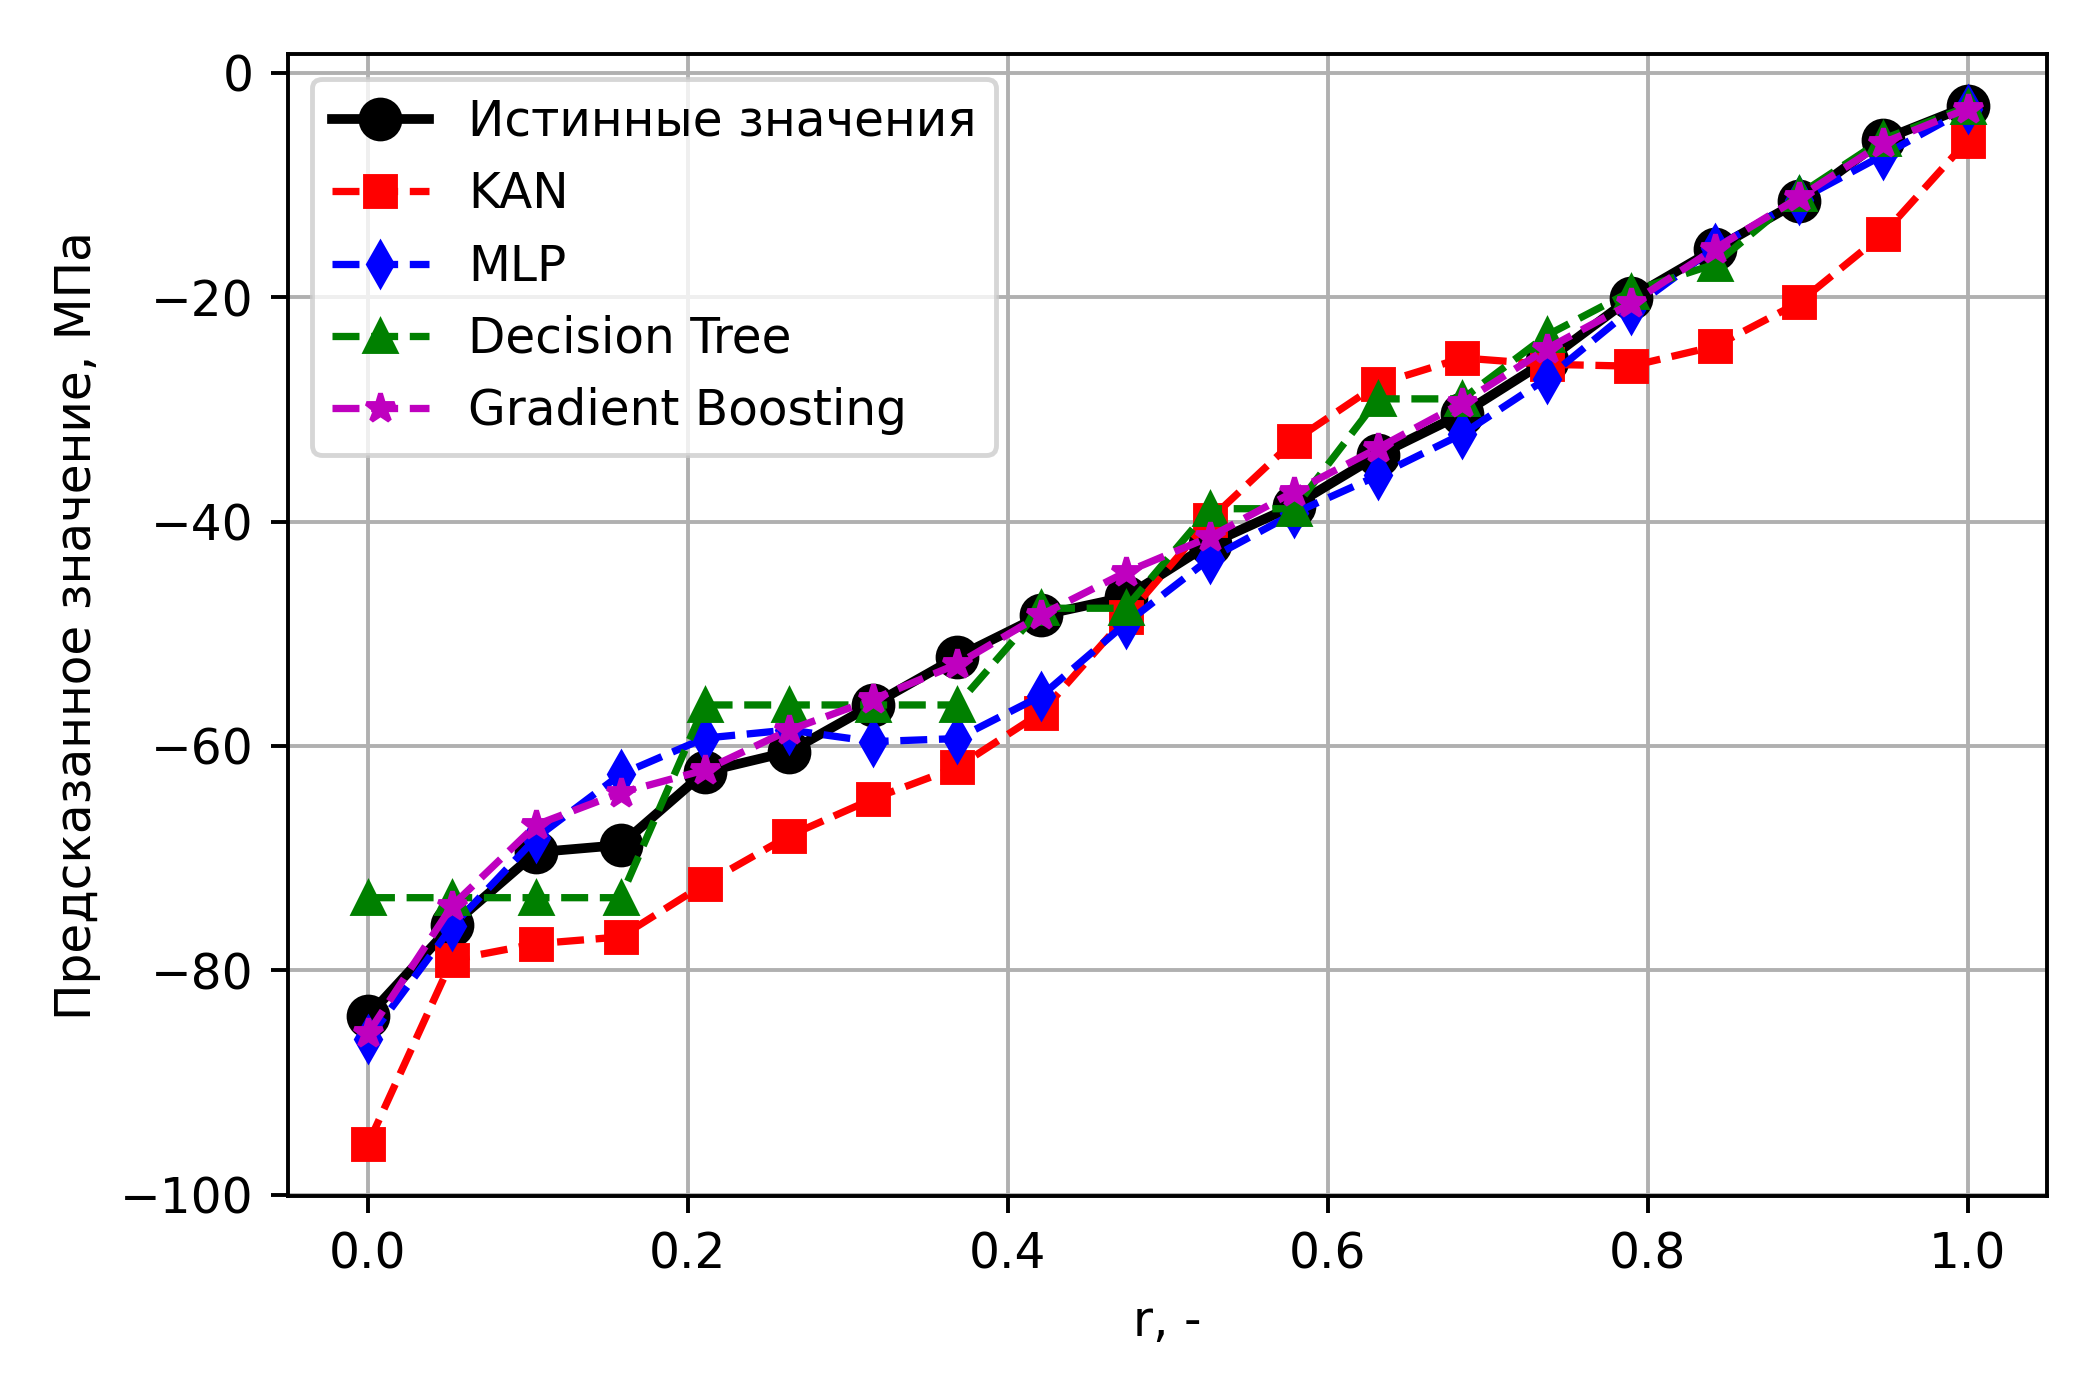 Истинные значения
KAN
MLP
Decision Tree
Gradient Boosting
Предсказанное значение, МПа
0
−20
−40
−60
−80
−100
0.0 0.2 0.4 0.6 0.8 1.0
r, -